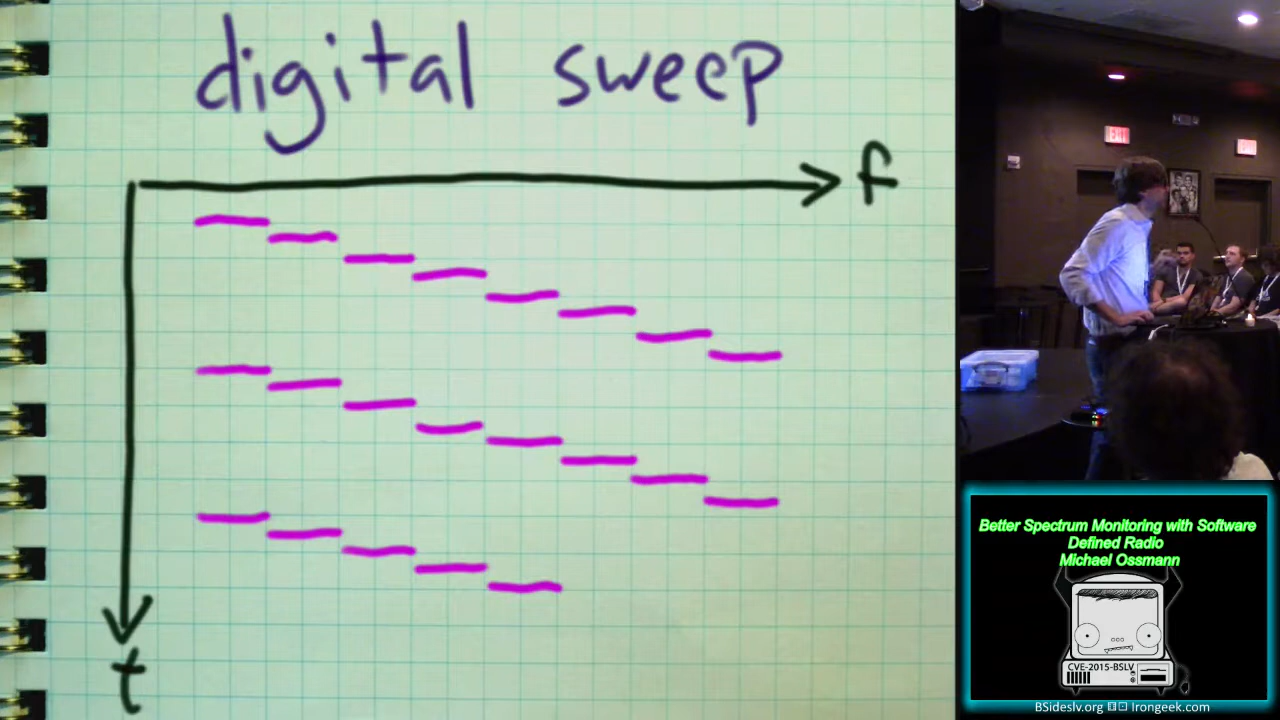 digital sweep
f
t
EXIT
Better Spectrum Monitoring with Software
Defined Radio
Michael Ossmann
CVE-2015-BSLV
BSideslv.org Irongeek.com